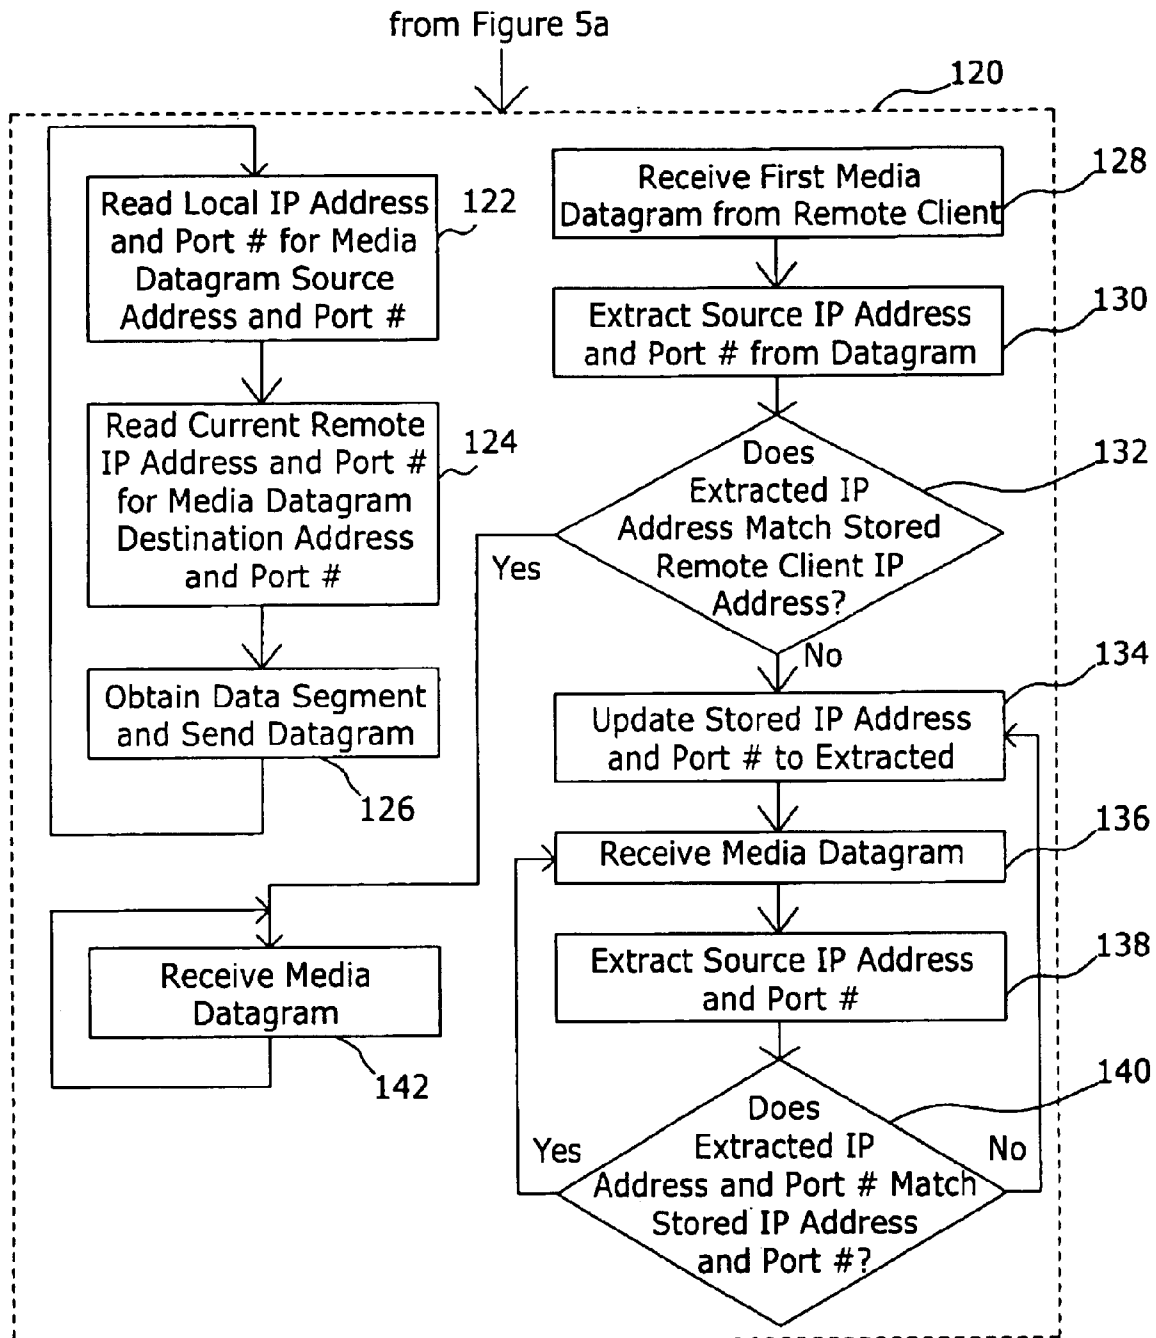 from Figure 5a
120
Read Local IP Address
and Port # for Media
Datagram Source
Address and Port #
122
Read Current Remote
IP Address and Port #
for Media Datagram
Destination Address
and Port #
124
Obtain Data Segment
and Send Datagram
126
Receive First Media
Datagram from Remote Client
128
Extract Source IP Address
and Port # from Datagram
130
Does
Extracted IP
Address Match Stored
Remote Client IP
Address?
132
Yes
No
Update Stored IP Address
and Port # to Extracted
134
Receive Media Datagram
136
Extract Source IP Address
and Port #
138
Does
Extracted IP
Address and Port # Match
Stored IP Address
and Port #?
140
Yes
No
Receive Media
Datagram
142